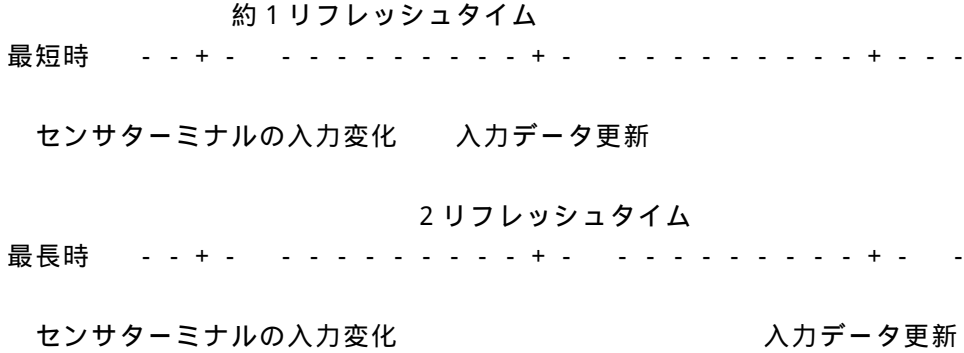 約１リフレッシュタイム
最短時　- - + -　- - - - - - - - - + -　- - - - - - - - - + - - -
センサターミナルの入力変化　入力データ更新
２リフレッシュタイム
最長時　- - + -　- - - - - - - - - + -　- - - - - - - - - + -　-
センサターミナルの入力変化　入力データ更新